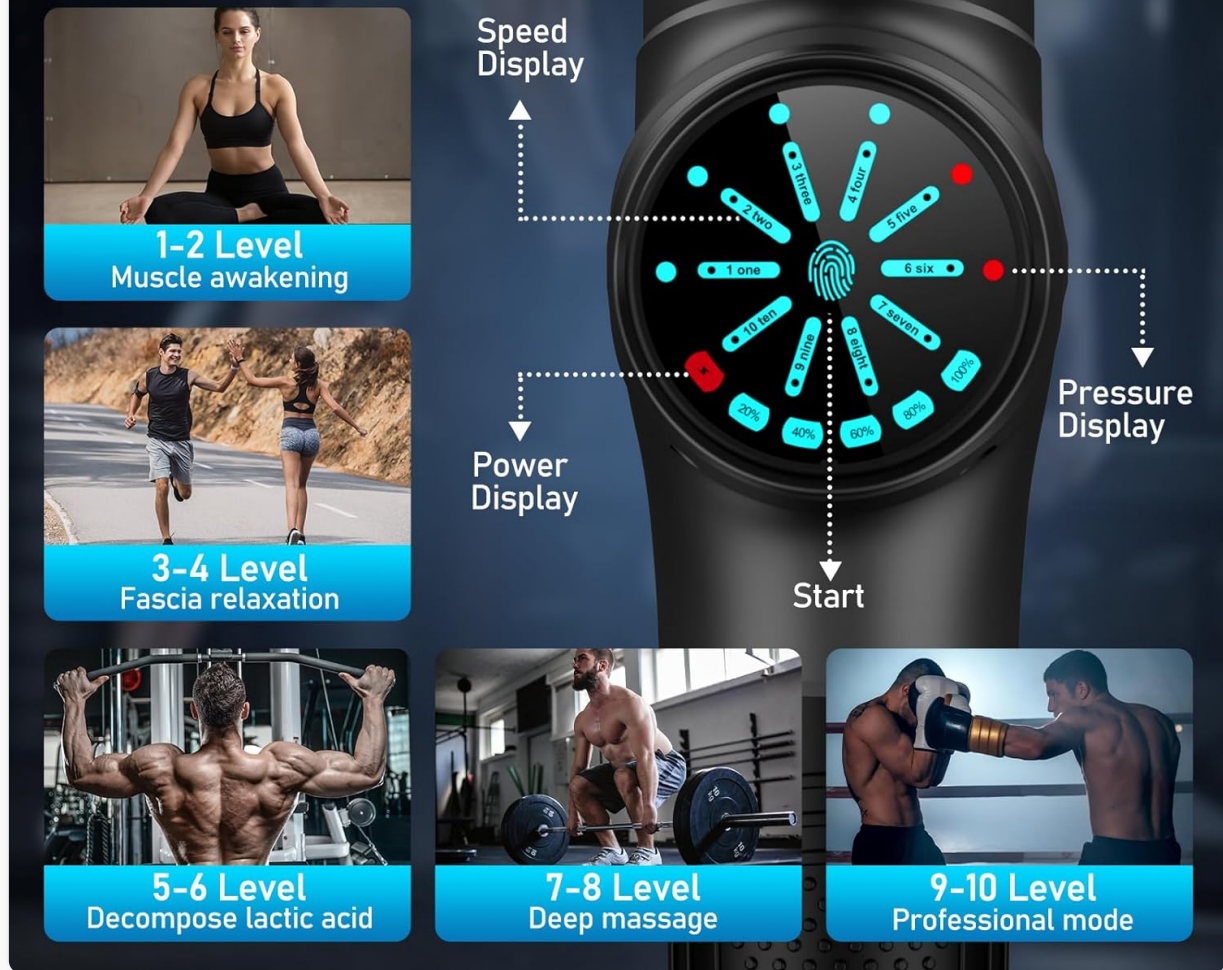 Speed
Display
3 three
4 four
2 two
5 five
1 one
6 six
10 ten
7 seven
9 nine
8 eight
20%
40%
60%
80%
100%
Pressure
Display
Power
Display
Start
1-2 Level
Muscle awakening
3-4 Level
Fascia relaxation
5-6 Level
Decompose lactic acid
7-8 Level
Deep massage
9-10 Level
Professional mode